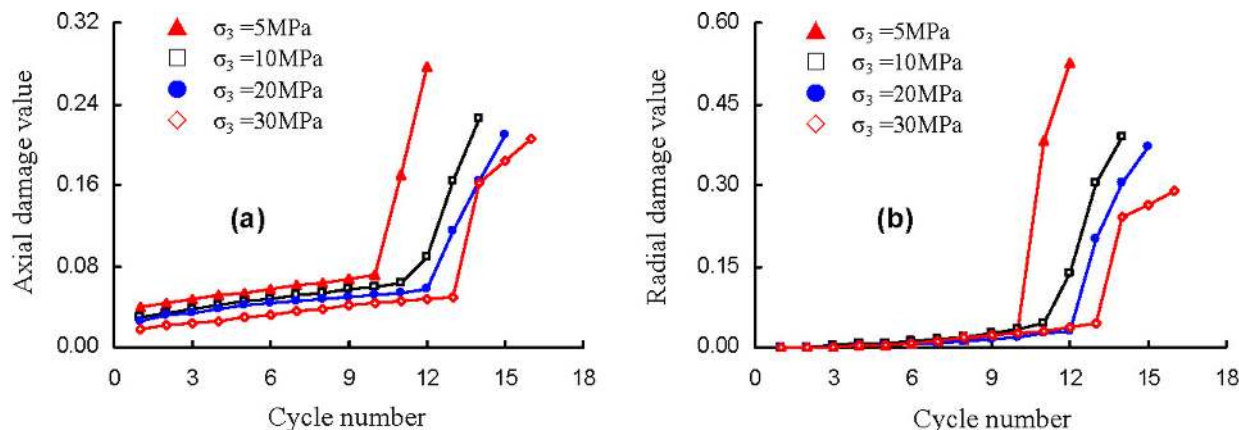 0.32
0.24
0.16
0.08
0.00
Axial damage value
σ₃ =5MPa
σ₃ =10MPa
σ₃ =20MPa
σ₃ =30MPa
(a)
0 3 6 9 12 15 18
Cycle number
0.60
0.45
0.30
0.15
0.00
Radial damage value
σ₃ =5MPa
σ₃ =10MPa
σ₃ =20MPa
σ₃ =30MPa
(b)
0 3 6 9 12 15 18
Cycle number